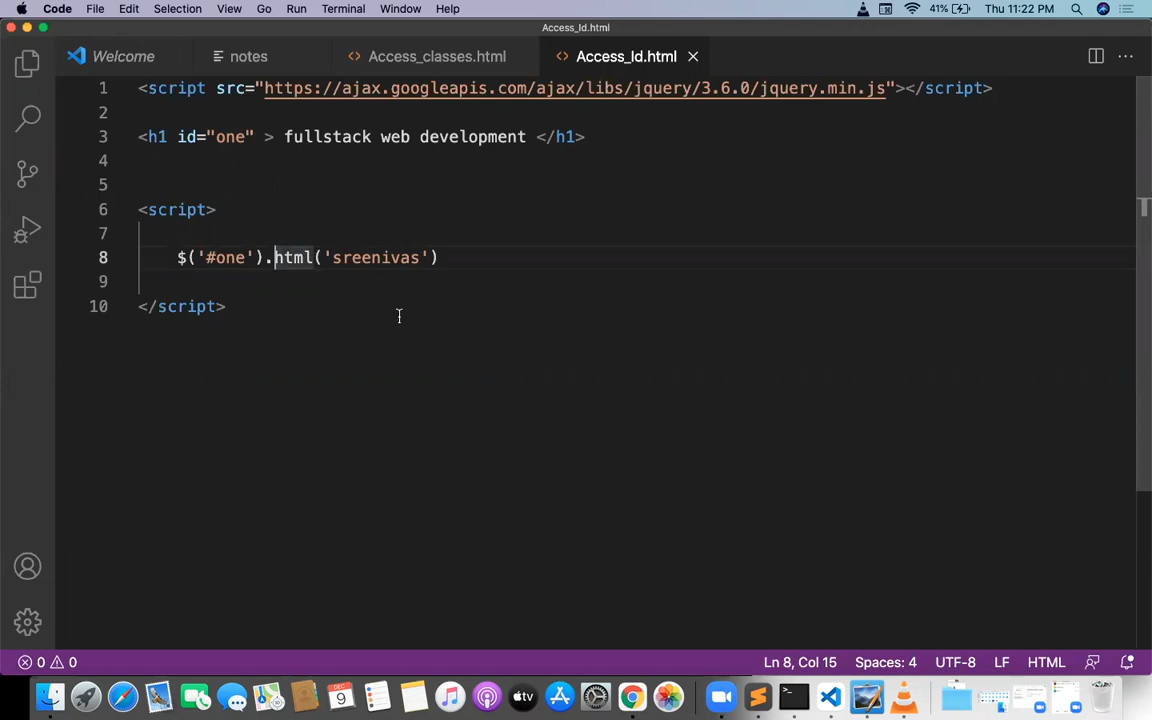 Code File Edit Selection View Go Run Terminal Window Help 41% Thu 11:22 PM
Access_Id.html
Welcome notes Access_classes.html Access_Id.html
1 <script src="https://ajax.googleapis.com/ajax/libs/jquery/3.6.0/jquery.min.js"></script>
2
3 <h1 id="one" > fullstack web development </h1>
4
5
6 <script>
7
8 $('#one').html('sreenivas')
9
10 </script>
0 0 Ln 8, Col 15 Spaces: 4 UTF-8 LF HTML
DEC
9
tv